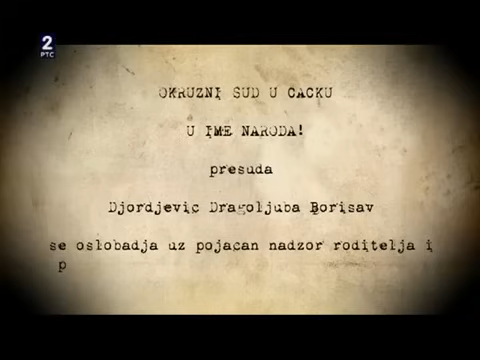 2
РТС
OKRUZNI SUD U CACKU
U IME NARODA!
presuda
Djordjevic Dragoljuba Borisav
se oslobadja uz pojacan nadzor roditelja i
p